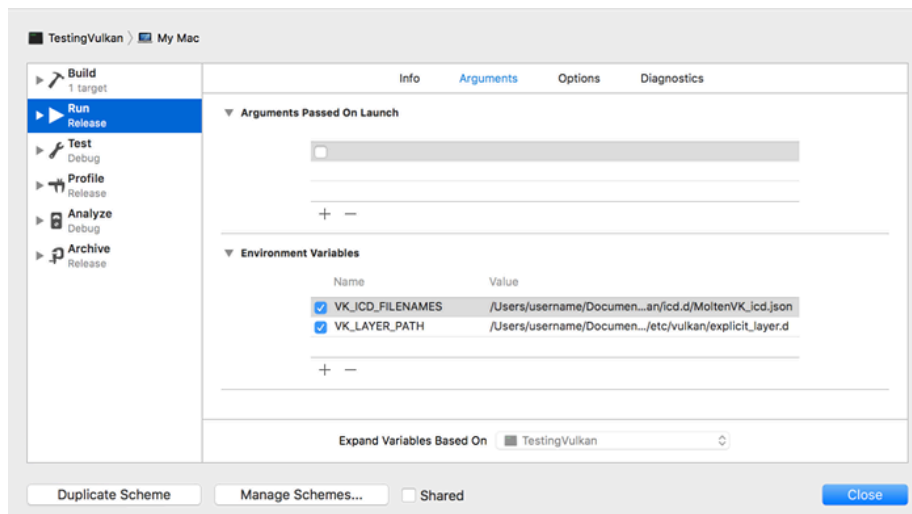 TestingVulkan 〉 My Mac
Build
1 target
Run
Release
Test
Debug
Profile
Release
Analyze
Debug
Archive
Release
Info Arguments Options Diagnostics
Arguments Passed On Launch
Environment Variables
Name Value
VK_ICD_FILENAMES /Users/username/Documen...an/icd.d/MoltenVK_icd.json
VK_LAYER_PATH /Users/username/Documen.../etc/vulkan/explicit_layer.d
Expand Variables Based On TestingVulkan
Duplicate Scheme Manage Schemes... Shared Close